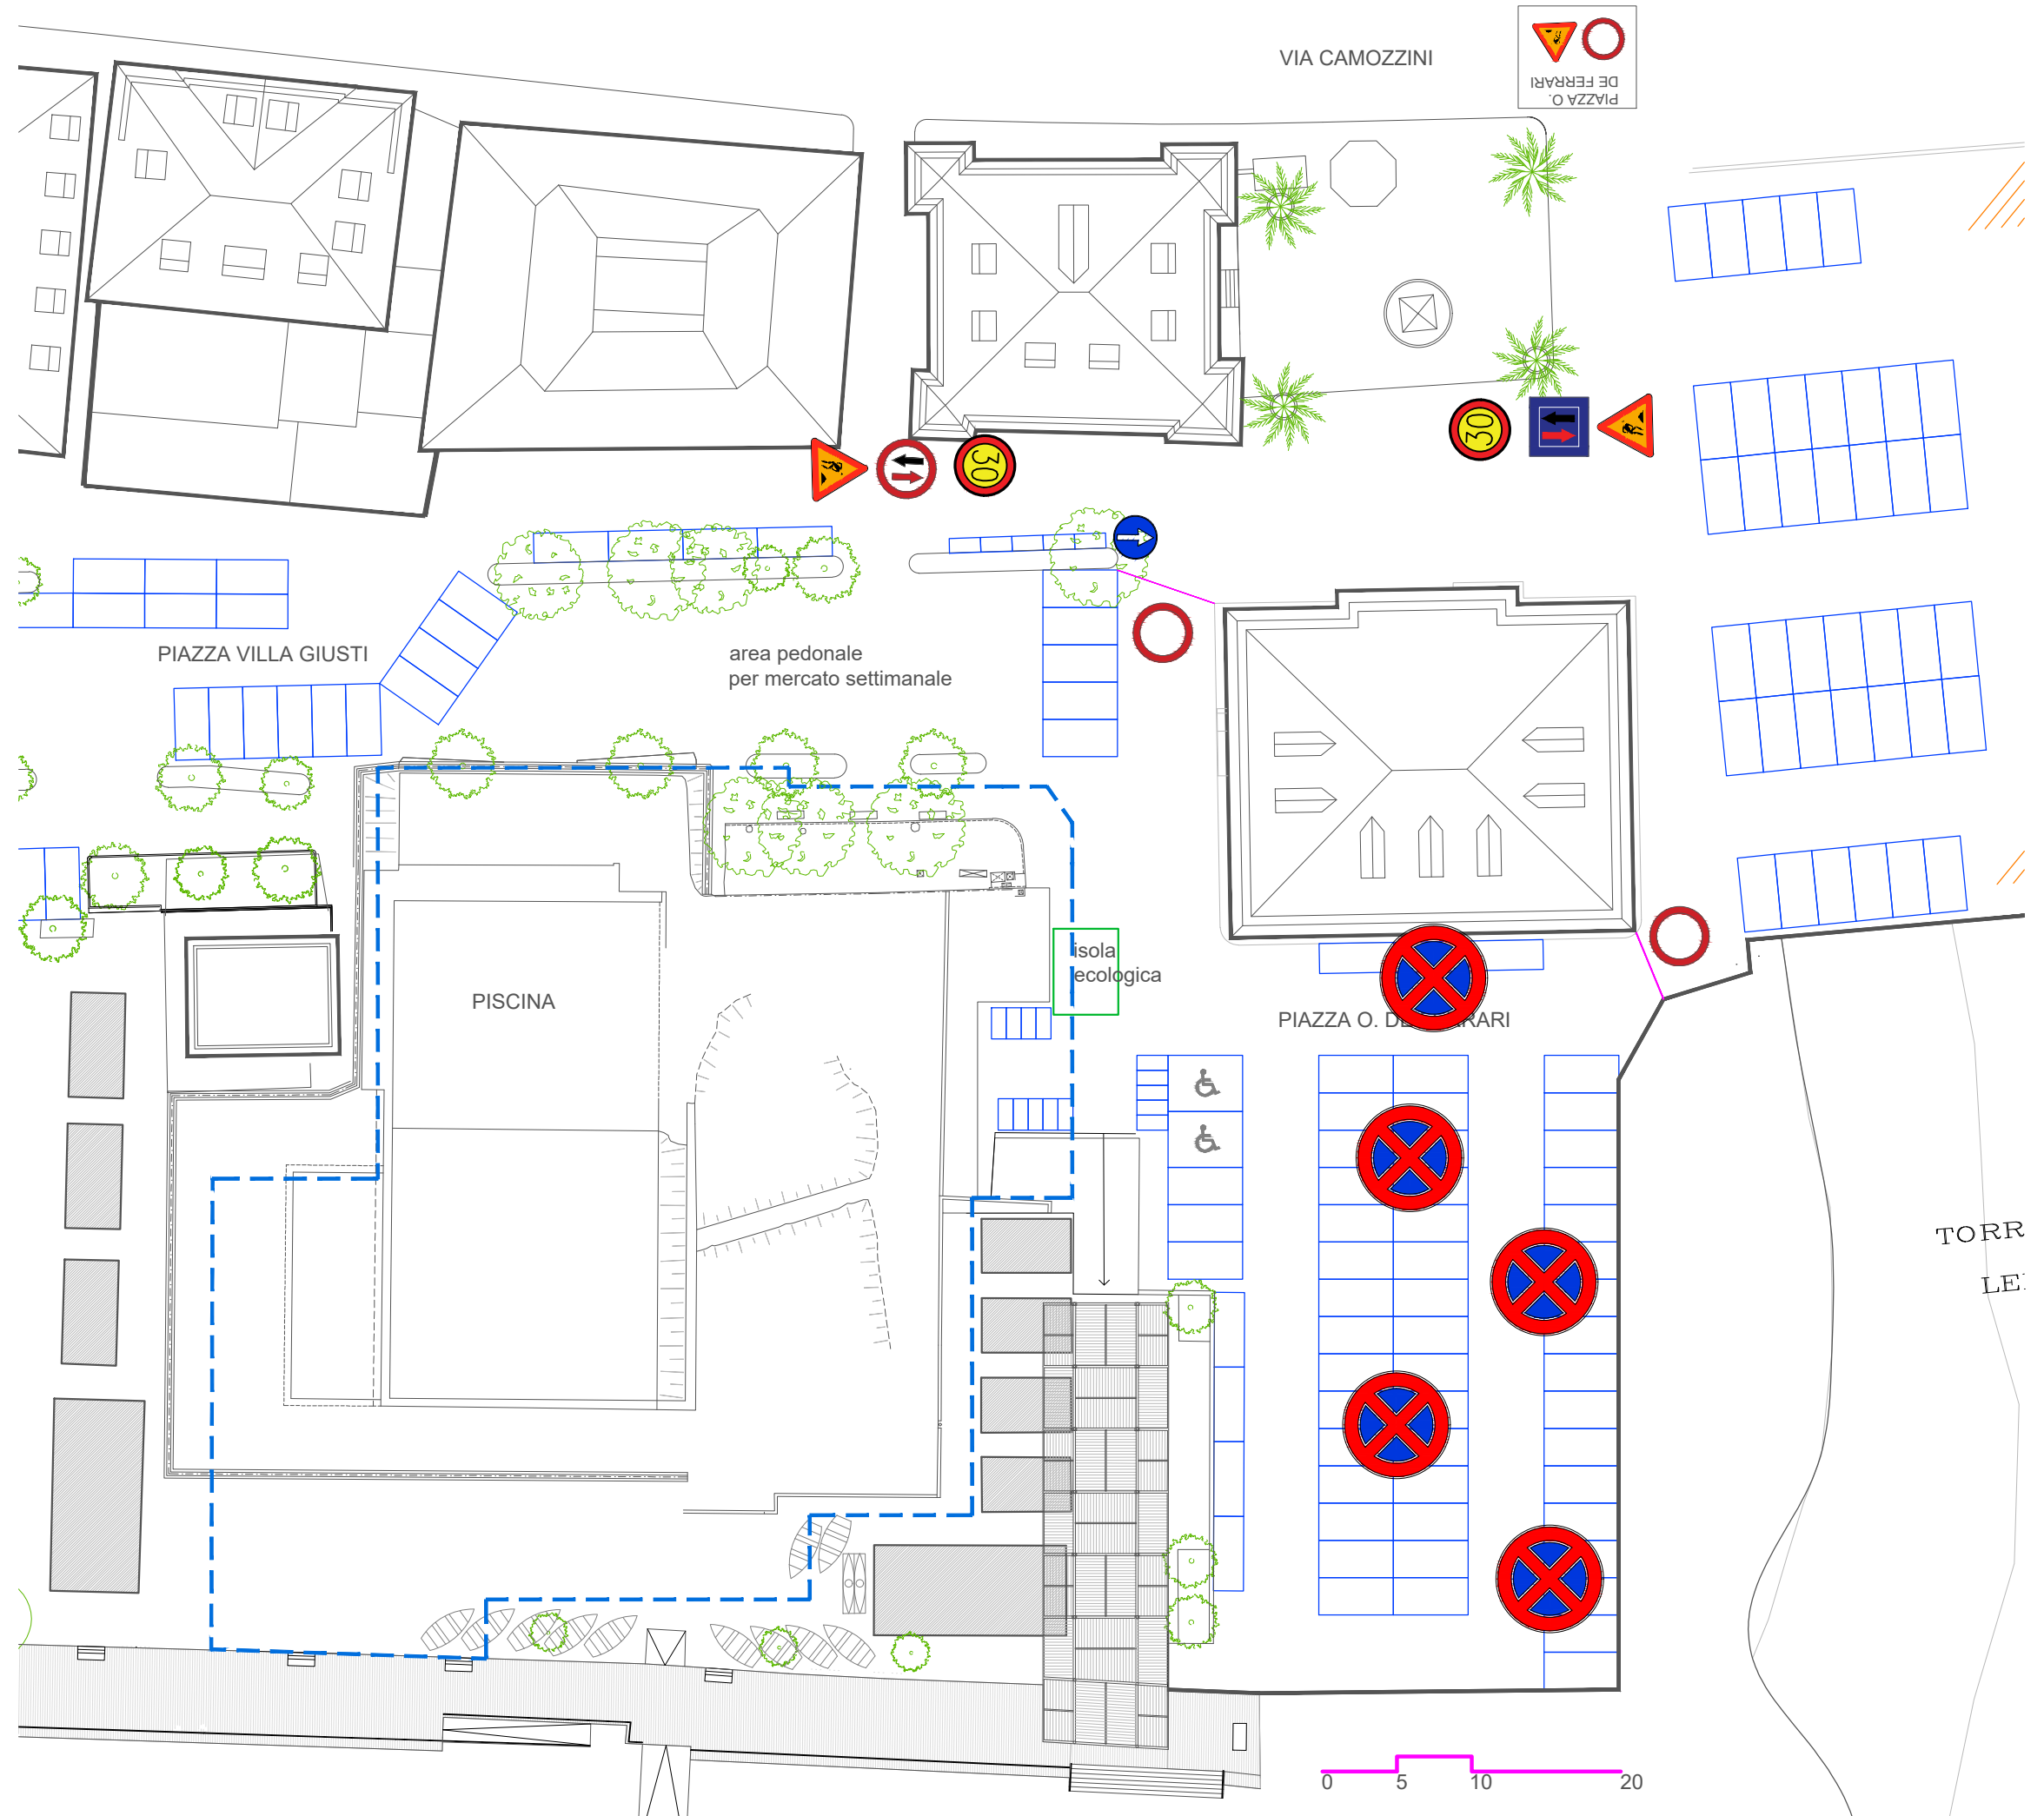 VIA CAMOZZINI
PIAZZA O.
DE FERRARI
30
30
PIAZZA VILLA GIUSTI
area pedonale
per mercato settimanale
isola
ecologica
PISCINA
PIAZZA O.
TORR
LE
0 5 10 20